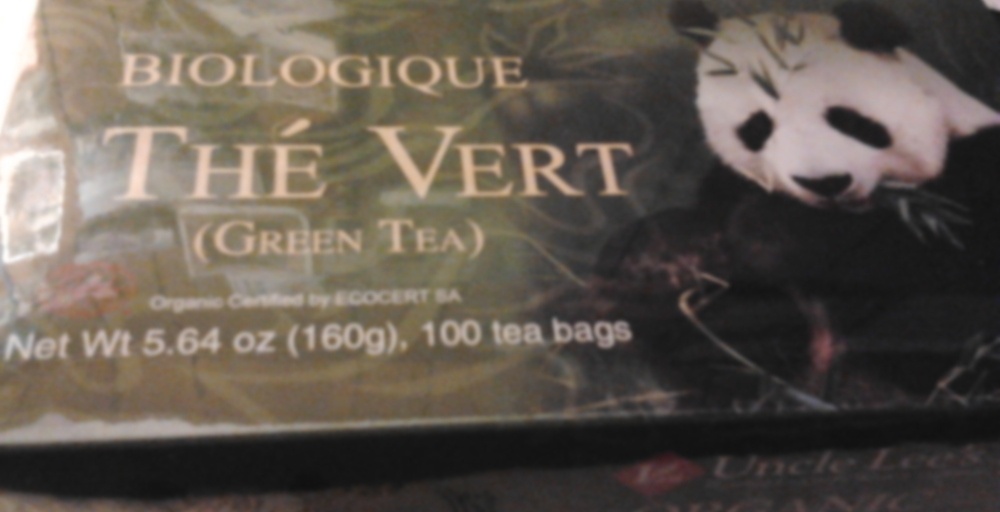 BIOLOGIQUE
THÉ VERT
(GREEN TEA)
Organic Certified by ECOCERT SA
Net Wt 5.64 oz (160g), 100 tea bags
Uncle Lee's
ORGANIC